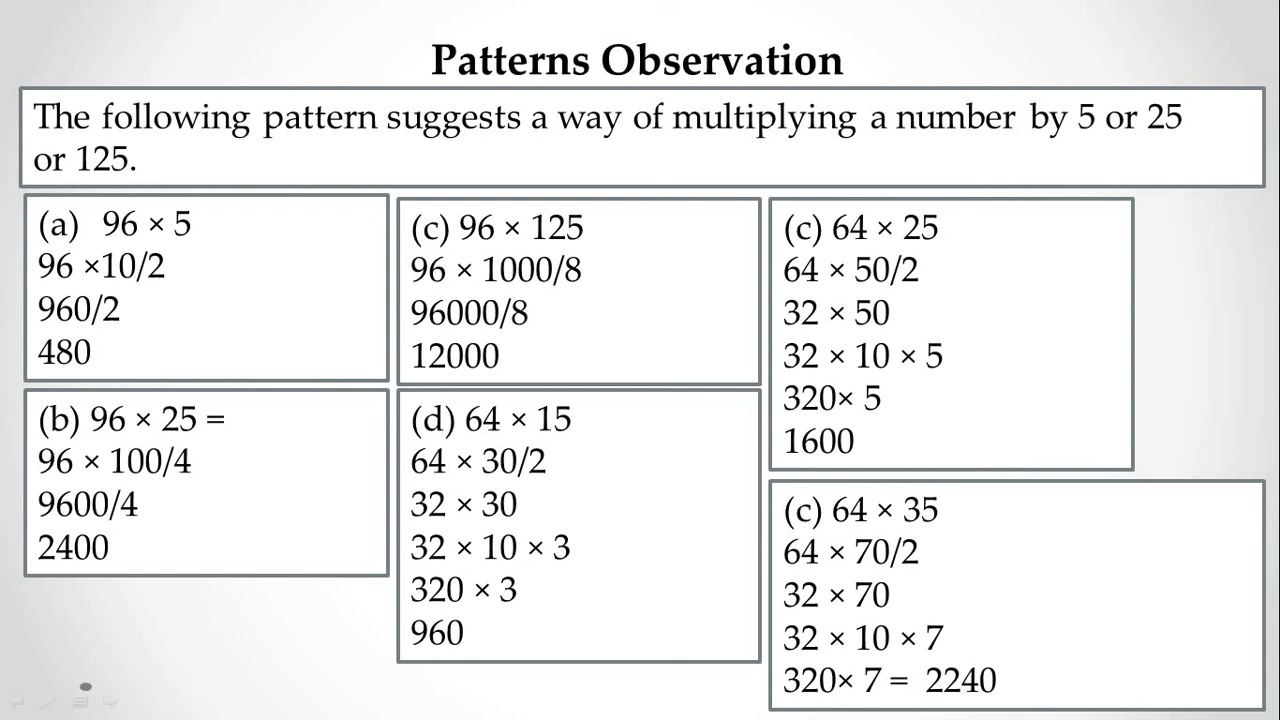 Patterns Observation
The following pattern suggests a way of multiplying a number by 5 or 25
or 125.
(a) 96 × 5
96 ×10/2
960/2
480
(b) 96 × 25 =
96 × 100/4
9600/4
2400
(c) 96 × 125
96 × 1000/8
96000/8
12000
(d) 64 × 15
64 × 30/2
32 × 30
32 × 10 × 3
320 × 3
960
(c) 64 × 25
64 × 50/2
32 × 50
32 × 10 × 5
320× 5
1600
(c) 64 × 35
64 × 70/2
32 × 70
32 × 10 × 7
320× 7 = 2240